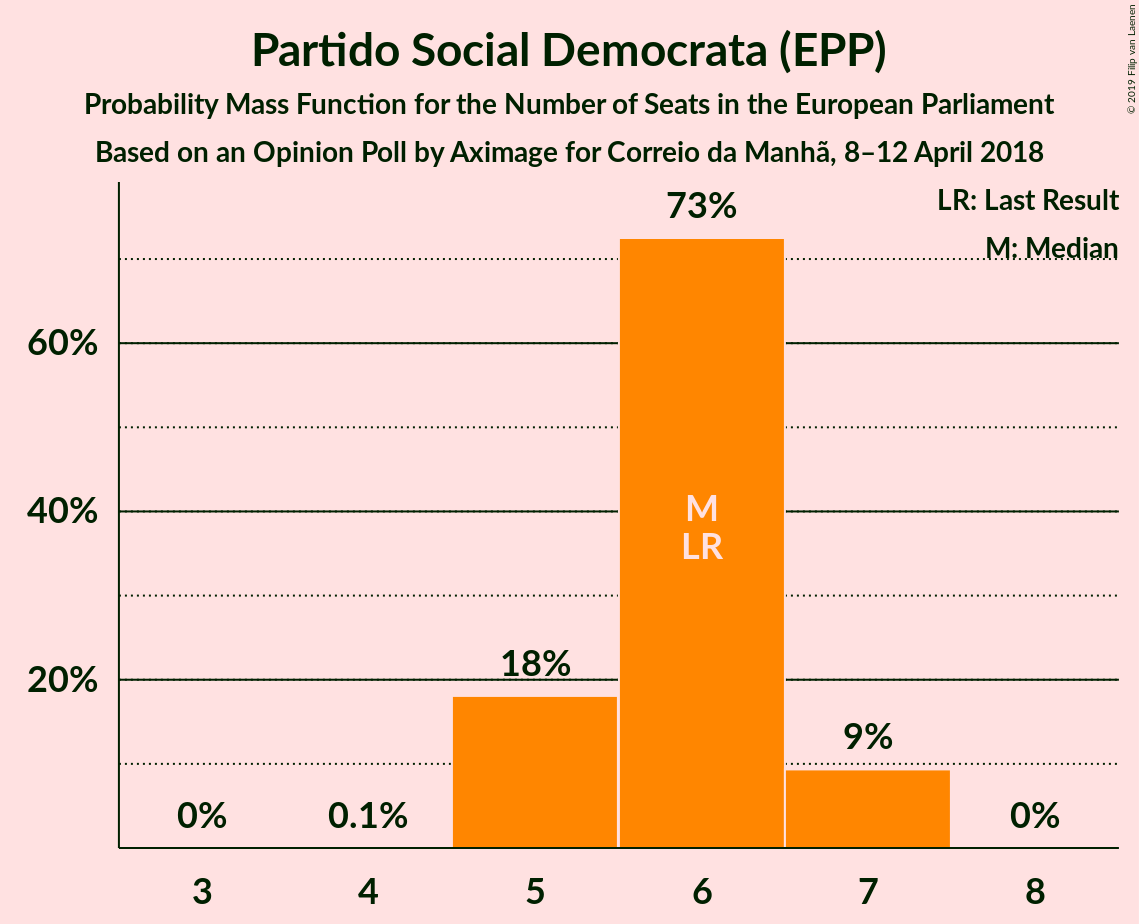 Partido Social Democrata (EPP)
Probability Mass Function for the Number of Seats in the European Parliament
Based on an Opinion Poll by Aximage for Correio da Manhã, 8–12 April 2018
© 2019 Filip van Laenen
LR: Last Result
M: Median
73%
60%
40%
M
LR
20%
18%
9%
0%
0.1%
0%
3
4
5
6
7
8